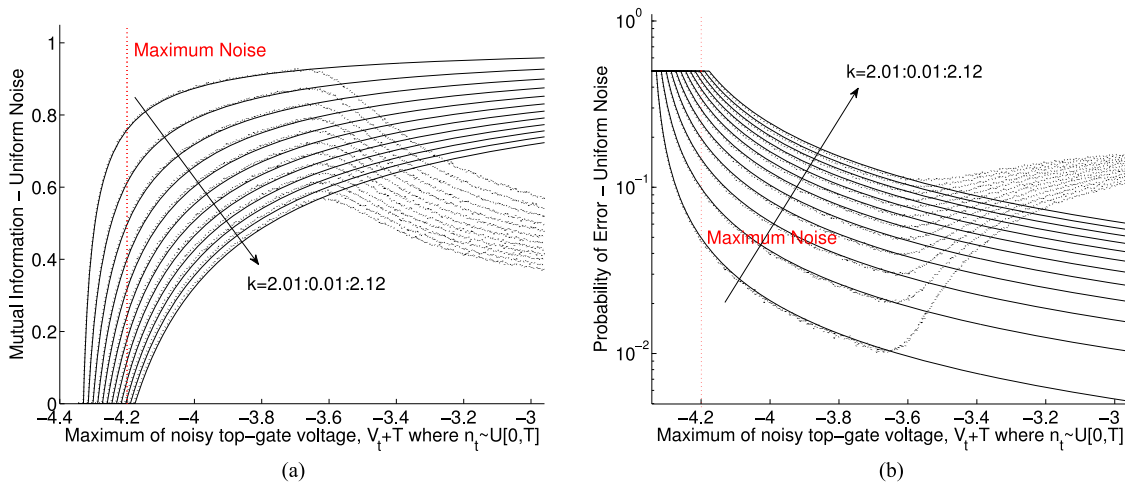 Maximum Noise
k=2.01:0.01:2.12
Mutual Information − Uniform Noise
1
0.8
0.6
0.4
0.2
0
−4.4 −4.2 −4 −3.8 −3.6 −3.4 −3.2 −3
Maximum of noisy top−gate voltage, V_t+T where n_t~U[0,T]
(a)
10^0
10^−1
10^−2
Probability of Error − Uniform Noise
k=2.01:0.01:2.12
Maximum Noise
−4.2 −4 −3.8 −3.6 −3.4 −3.2 −3
Maximum of noisy top−gate voltage, V_t+T where n_t~U[0,T]
(b)